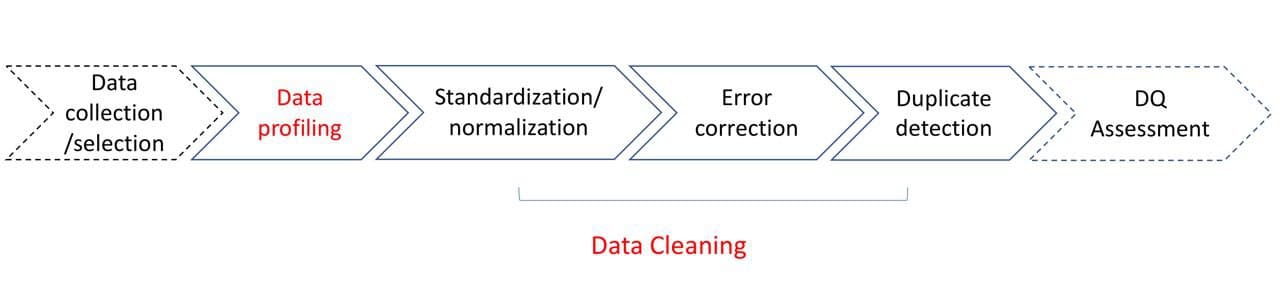 Data
collection
/selection
Data
profiling
Standardization/
normalization
Error
correction
Duplicate
detection
DQ
Assessment
Data Cleaning